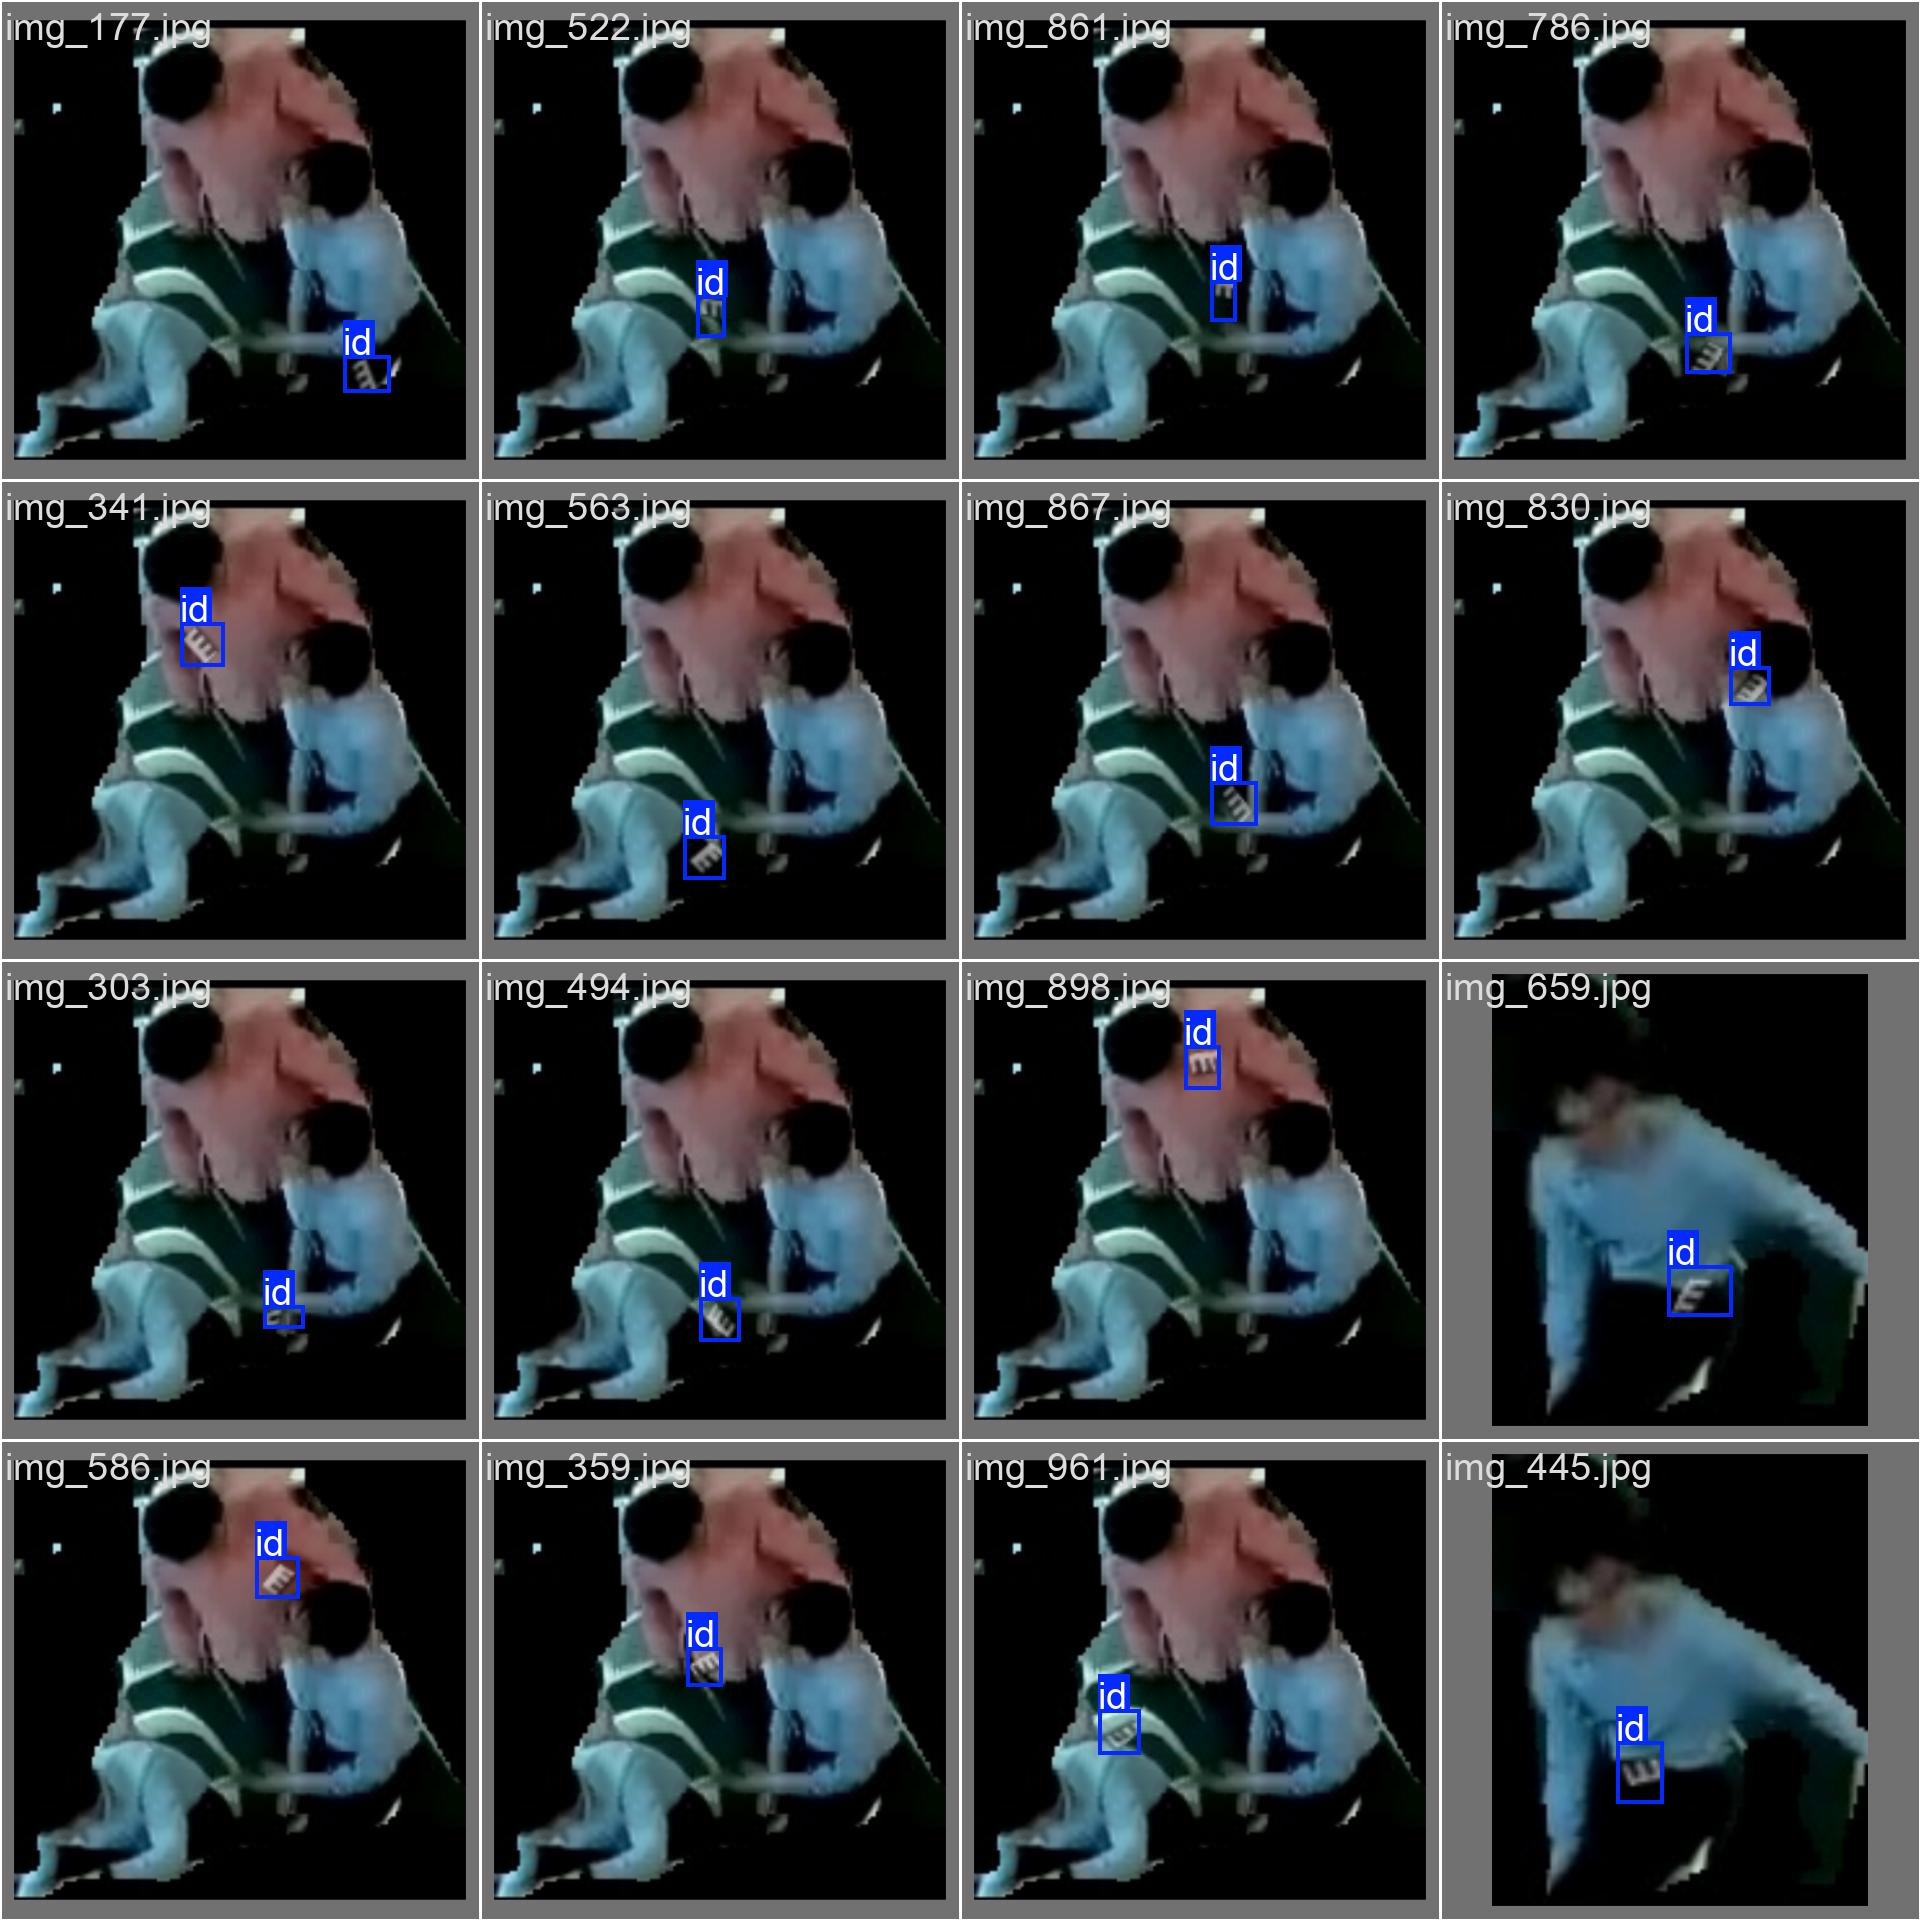 img_177.jpg img_522.jpg img_861.jpg img_786.jpg
id id id id
img_341.jpg img_563.jpg img_867.jpg img_830.jpg
id id id id
img_303.jpg img_494.jpg img_898.jpg img_659.jpg
id id id id
img_586.jpg img_359.jpg img_961.jpg img_445.jpg
id id id id